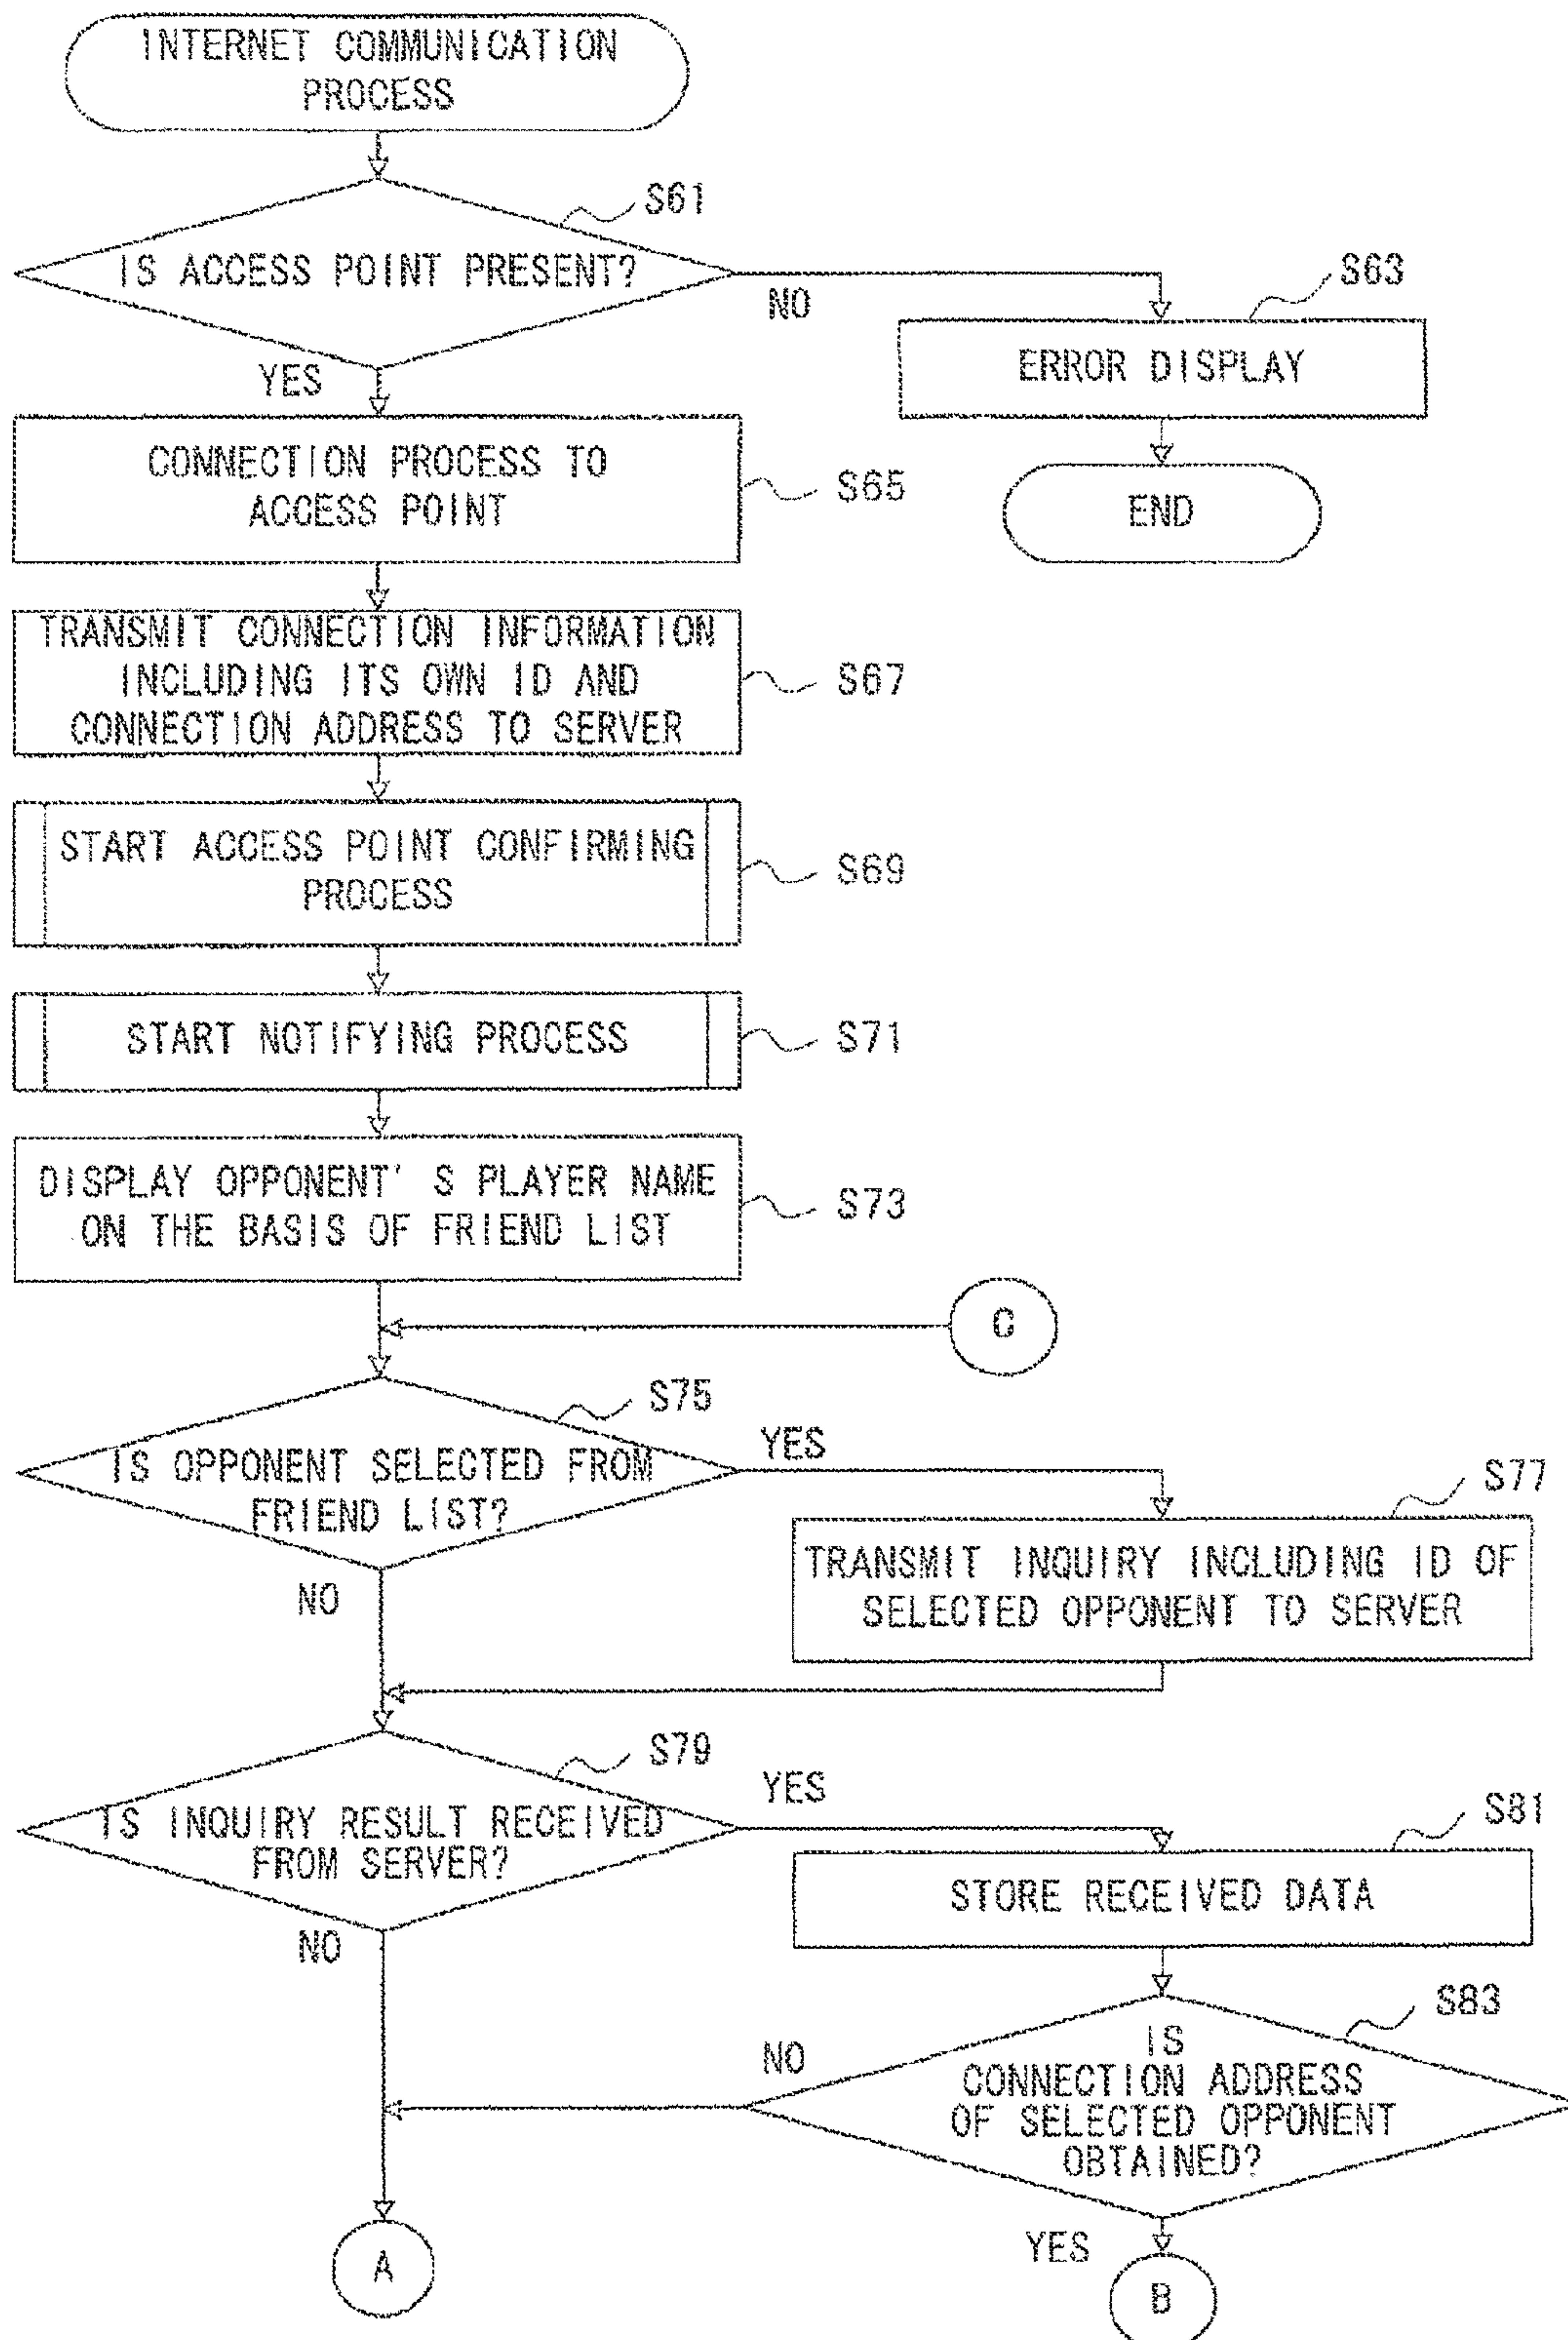 INTERNET COMMUNICATION
PROCESS
S61
IS ACCESS POINT PRESENT?
NO
S63
ERROR DISPLAY
YES
CONNECTION PROCESS TO
ACCESS POINT
S65
END
TRANSMIT CONNECTION INFORMATION
INCLUDING ITS OWN ID AND
CONNECTION ADDRESS TO SERVER
S67
START ACCESS POINT CONFIRMING
PROCESS
S69
START NOTIFYING PROCESS
S71
DISPLAY OPPONENT' S PLAYER NAME
ON THE BASIS OF FRIEND LIST
S73
C
S75
IS OPPONENT SELECTED FROM
FRIEND LIST?
YES
S77
TRANSMIT INQUIRY INCLUDING ID OF
SELECTED OPPONENT TO SERVER
NO
S79
IS INQUIRY RESULT RECEIVED
FROM SERVER?
YES
S81
STORE RECEIVED DATA
NO
S83
IS
CONNECTION ADDRESS
OF SELECTED OPPONENT
OBTAINED?
NO
YES
A
B